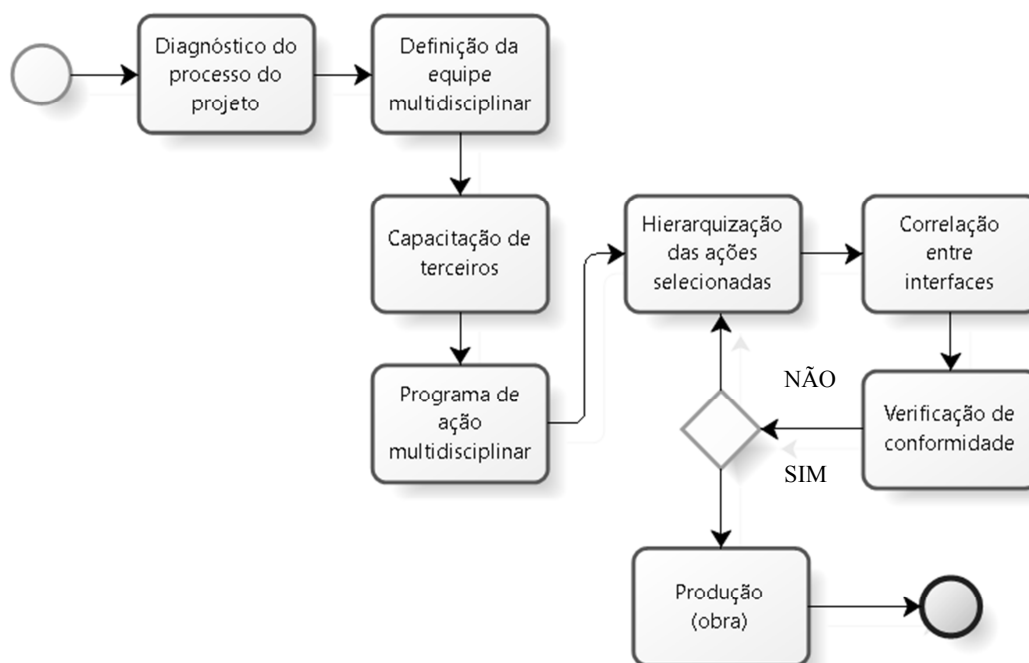 Diagnóstico do
processo do
projeto
Definição da
equipe
multidisciplinar
Capacitação de
terceiros
Programa de
ação
multidisciplinar
Hierarquização
das ações
selecionadas
Correlação
entre
interfaces
Verificação de
conformidade
NÃO
SIM
Produção
(obra)